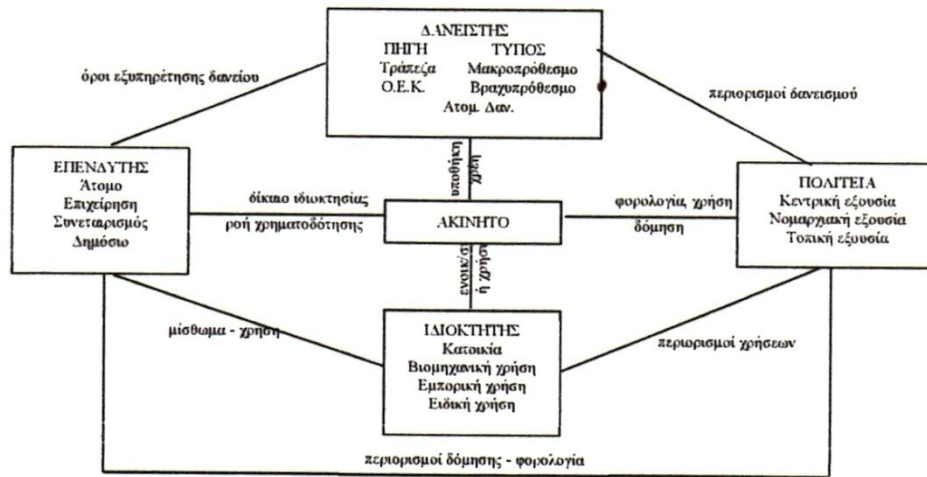 ΔΑΝΕΙΣΤΗΣ
ΠΗΓΗ ΤΥΠΟΣ
Τράπεζα Μακροπρόθεσμο
Ο.Ε.Κ. Βραχυπρόθεσμο
Ατομ. Δαν.
όροι εξυπηρέτησης δανείου
περιορισμοί δανεισμού
ΕΠΕΝΔΥΤΗΣ
Άτομο
Επιχείρηση
Συνεταιρισμός
Δημόσιο
υποθήκη
χρέη
ΠΟΛΙΤΕΙΑ
Κεντρική εξουσία
Νομαρχιακή εξουσία
Τοπική εξουσία
δίκαιο ιδιοκτησίας
ροή χρηματοδότησης
ΑΚΙΝΗΤΟ
φορολογία, χρήση
δόμηση
ή χρήση
μίσθωμα - χρήση
ΙΔΙΟΚΤΗΤΗΣ
Κατοικία
Βιομηχανική χρήση
Εμπορική χρήση
Ειδική χρήση
περιορισμοί χρήσεων
περιορισμοί δόμησης - φορολογία